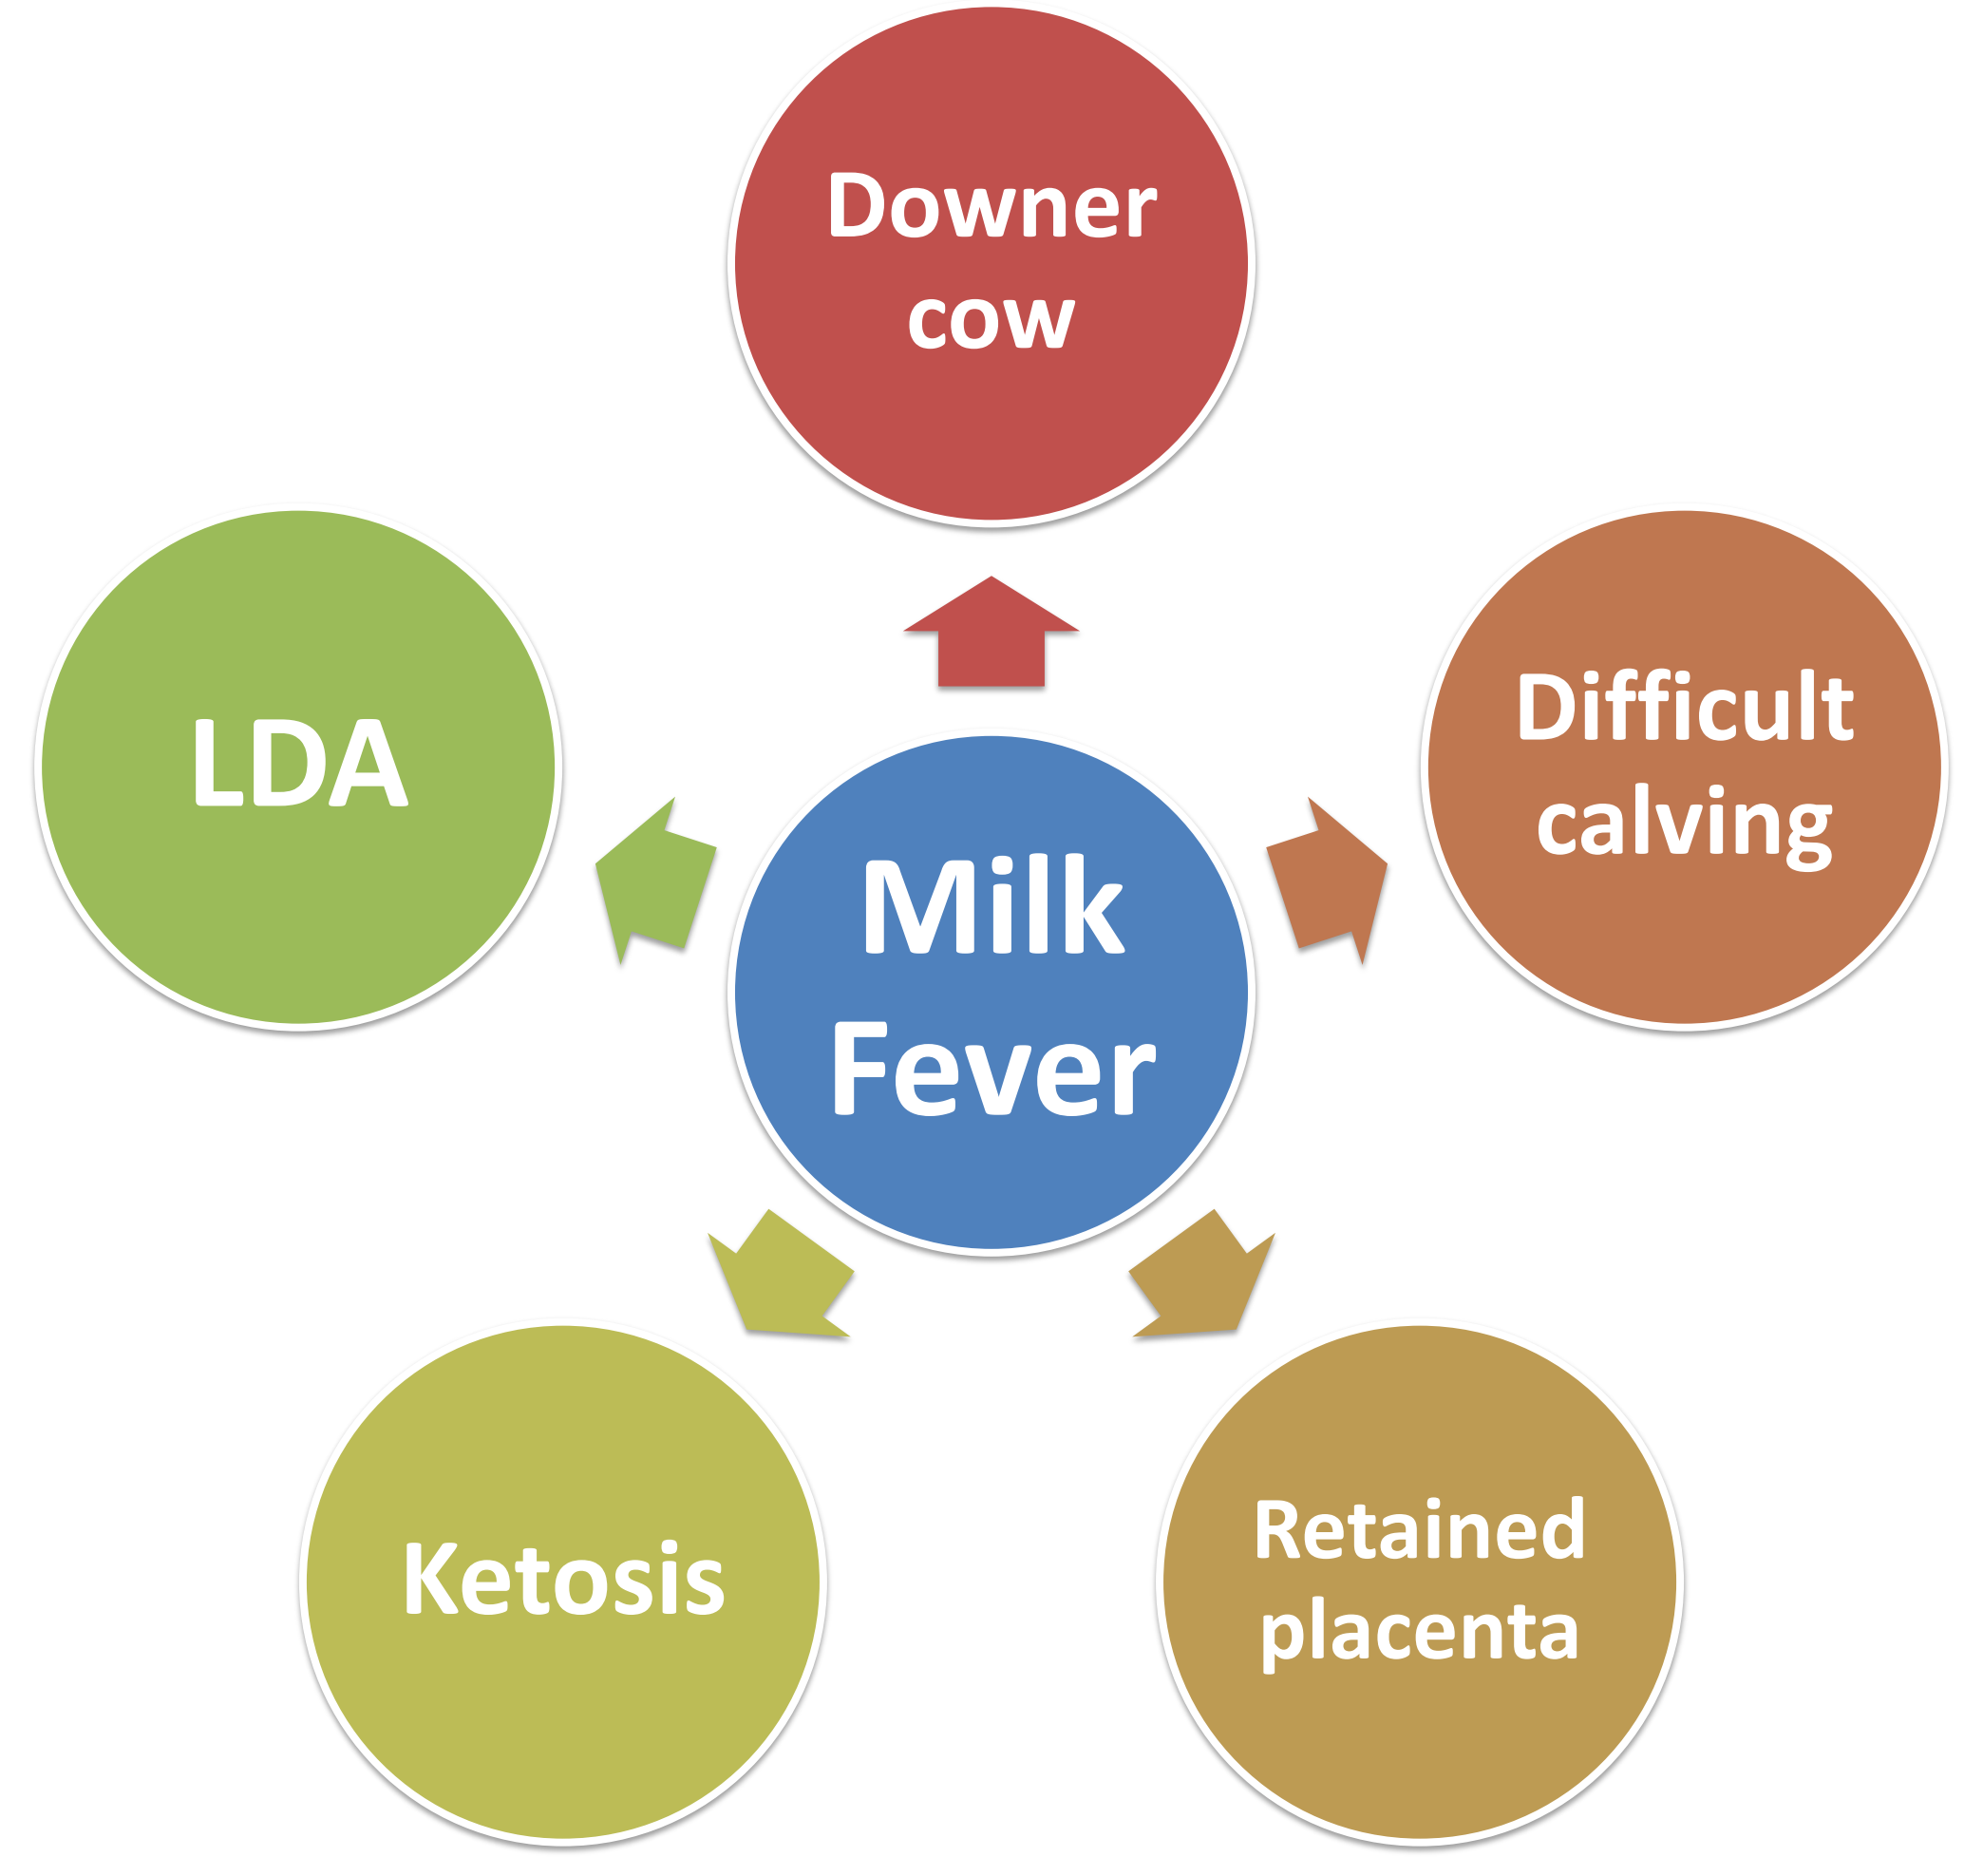 Downer
cow
LDA
Difficult
calving
Milk
Fever
Ketosis
Retained
placenta